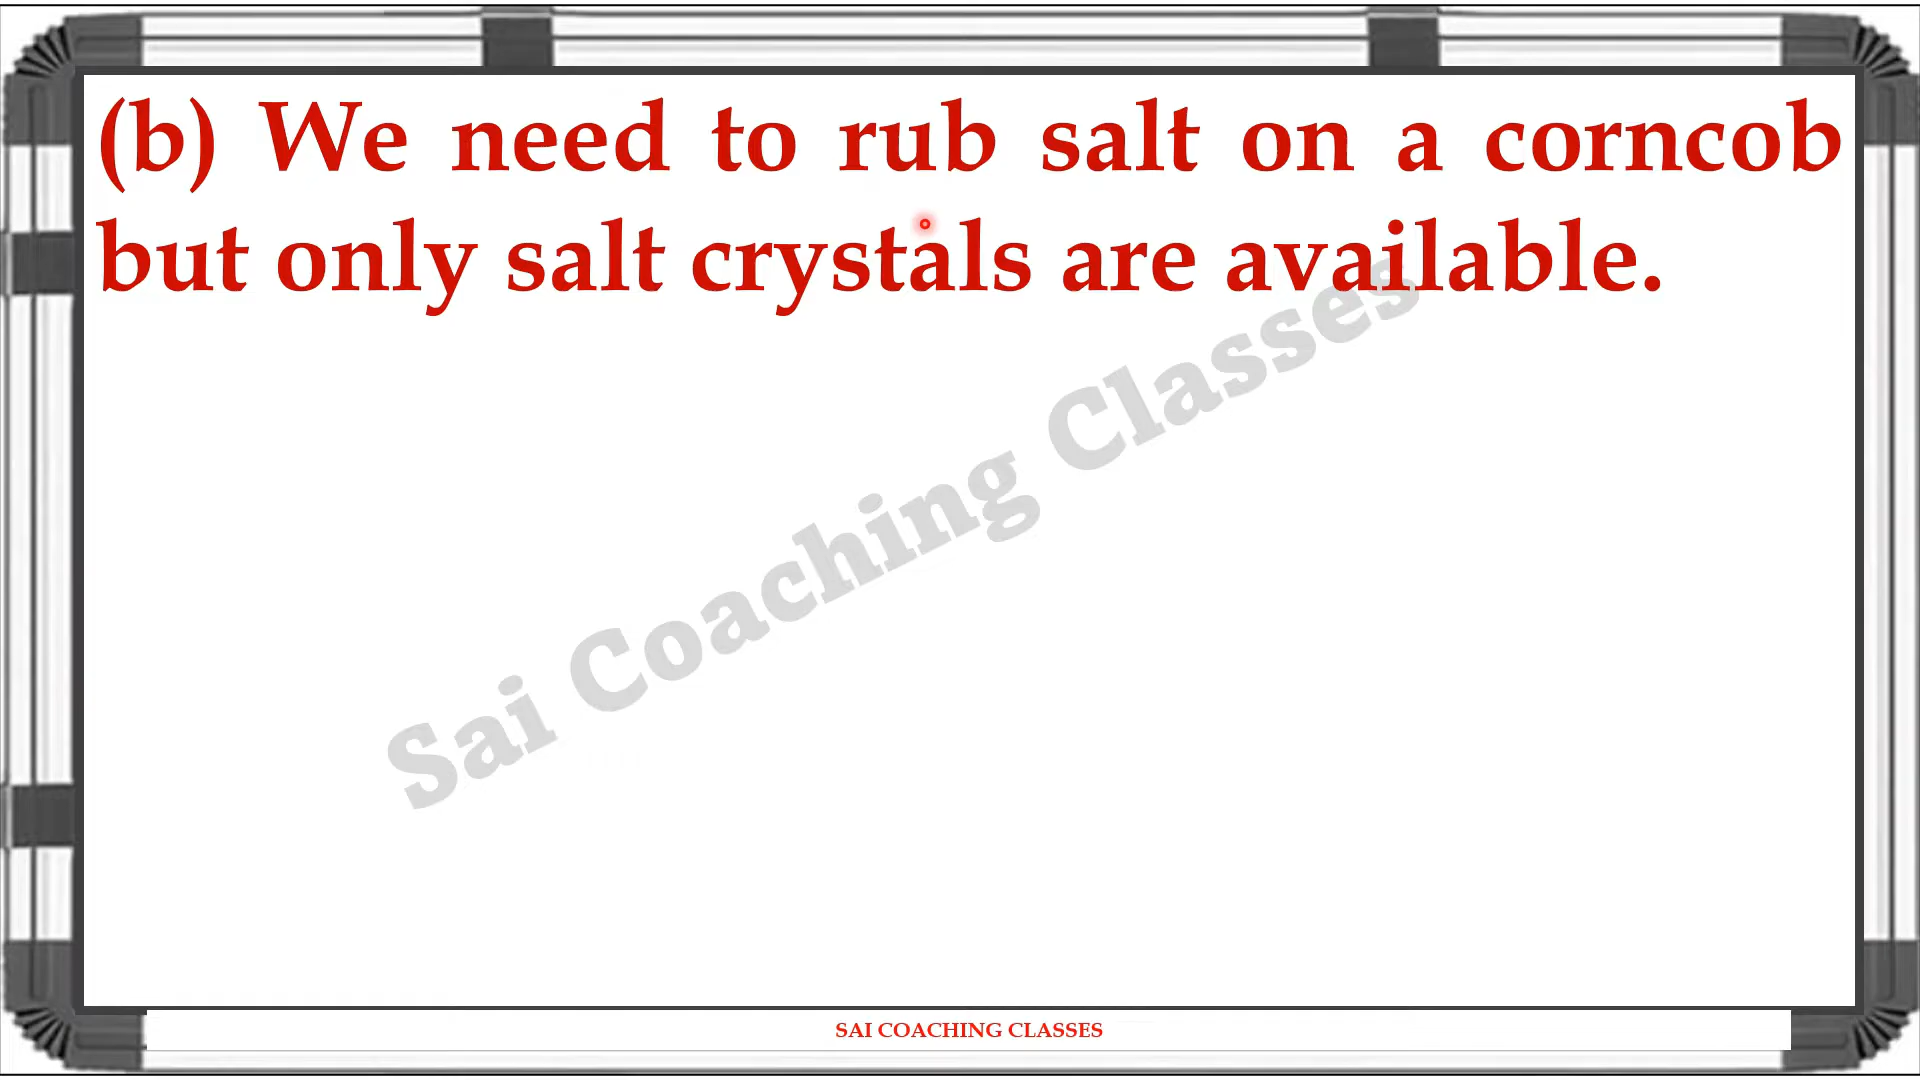 (b) We need to rub salt on a corncob
but only salt crystals are available.
Sai Coaching Classes
SAI COACHING CLASSES